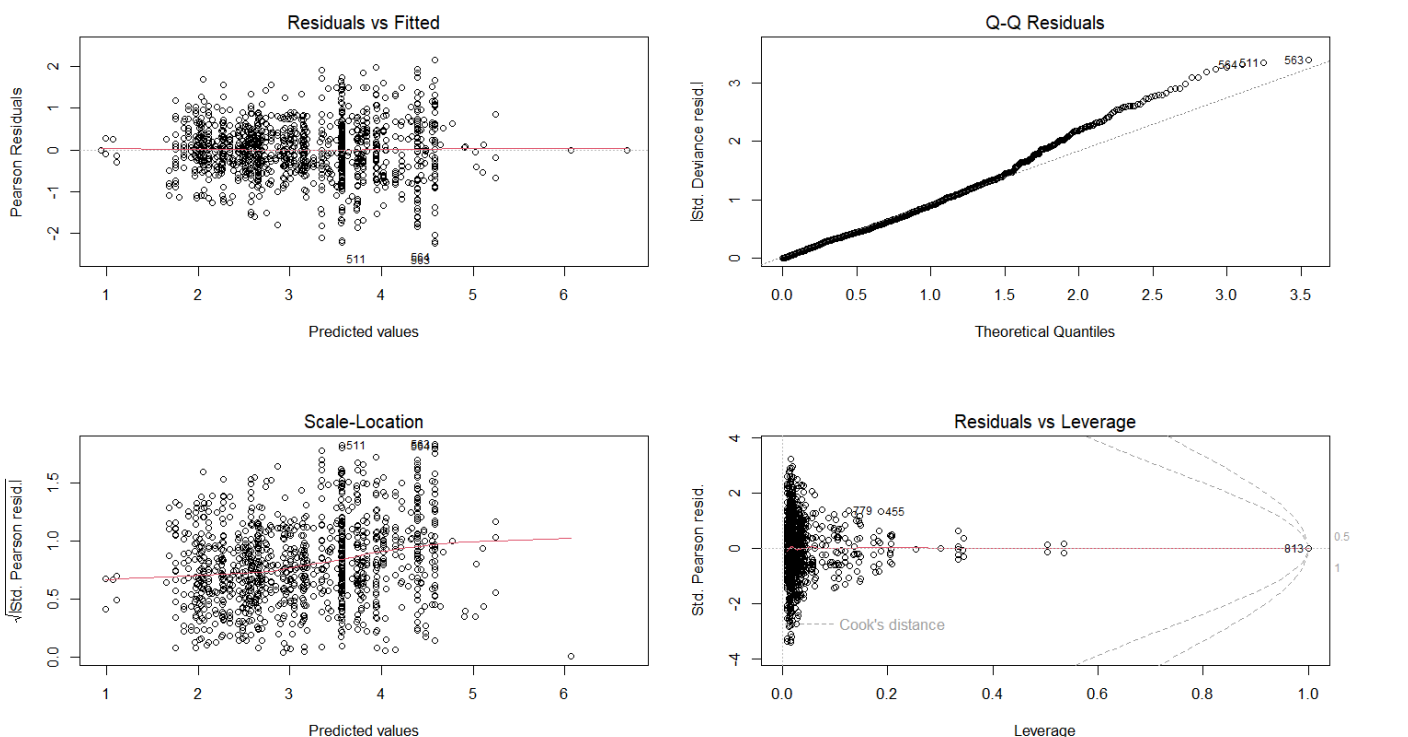 Residuals vs Fitted
Pearson Residuals
2
1
0
-1
-2
511
564
563
1 2 3 4 5 6
Predicted values
Q-Q Residuals
|Std. Deviance resid.|
3
2
1
0
564 511 563
0.0 0.5 1.0 1.5 2.0 2.5 3.0 3.5
Theoretical Quantiles
Scale-Location
√|Std. Pearson resid.|
1.5
1.0
0.5
0.0
511
563
564
1 2 3 4 5 6
Predicted values
Residuals vs Leverage
Std. Pearson resid.
4
2
0
-2
-4
779 455
813
0.5
1
Cook's distance
0.0 0.2 0.4 0.6 0.8 1.0
Leverage